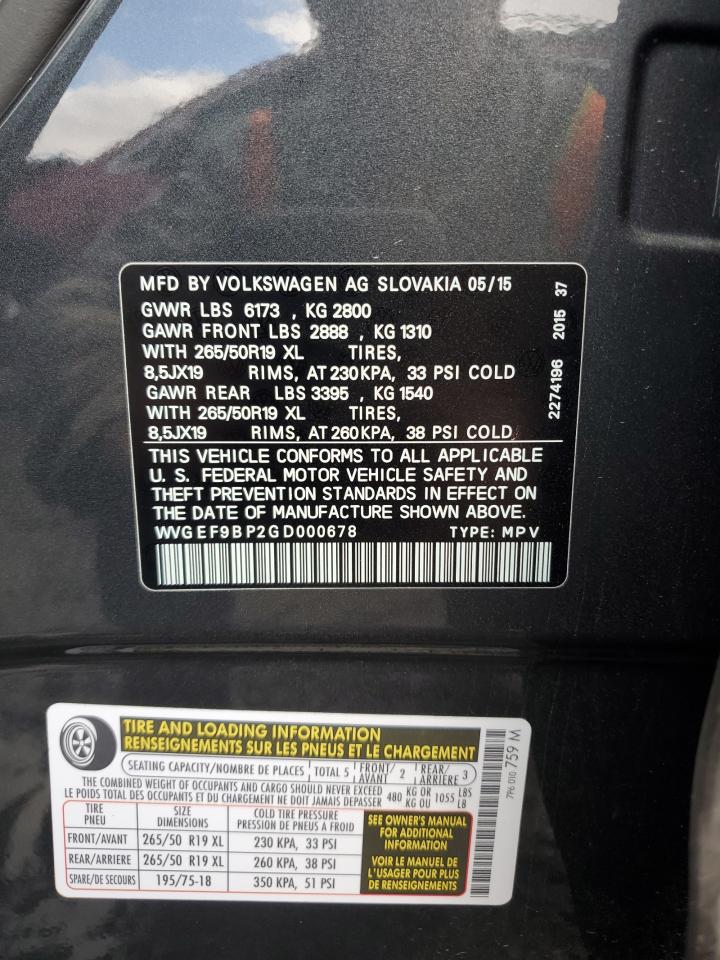 MFD BY VOLKSWAGEN AG SLOVAKIA 05/15
GVWR LBS 6173 , KG 2800
GAWR FRONT LBS 2888 , KG 1310
WITH 265/50R19 XL TIRES,
8,5JX19 RIMS, AT 230 KPA, 33 PSI COLD
GAWR REAR LBS 3395 , KG 1540
WITH 265/50R19 XL TIRES,
8,5JX19 RIMS, AT 260 KPA, 38 PSI COLD,
THIS VEHICLE CONFORMS TO ALL APPLICABLE
U. S. FEDERAL MOTOR VEHICLE SAFETY AND
THEFT PREVENTION STANDARDS IN EFFECT ON
THE DATE OF MANUFACTURE SHOWN ABOVE.
WVGEF9BP2GD000678 TYPE: MPV
2274196 2015 37
TIRE AND LOADING INFORMATION
RENSEIGNEMENTS SUR LES PNEUS ET LE CHARGEMENT
SEATING CAPACITY/NOMBRE DE PLACES TOTAL 5 FRONT/AVANT 2 REAR/ARRIÈRE 3
THE COMBINED WEIGHT OF OCCUPANTS AND CARGO SHOULD NEVER EXCEED 480 KG OR 1055 LBS
LE POIDS TOTAL DES OCCUPANTS ET DU CHARGEMENT NE DOIT JAMAIS DEPASSER KG OU LB
TIRE PNEU SIZE DIMENSIONS COLD TIRE PRESSURE PRESSION DE PNEUS A FROID
FRONT/AVANT 265/50 R19 XL 230 KPA, 33 PSI
REAR/ARRIERE 265/50 R19 XL 260 KPA, 38 PSI
SPARE/DE SECOURS 195/75-18 350 KPA, 51 PSI
SEE OWNER'S MANUAL
FOR ADDITIONAL
INFORMATION
VOIR LE MANUEL DE
L'USAGER POUR PLUS
DE RENSEIGNEMENTS
7P6 010 759 M